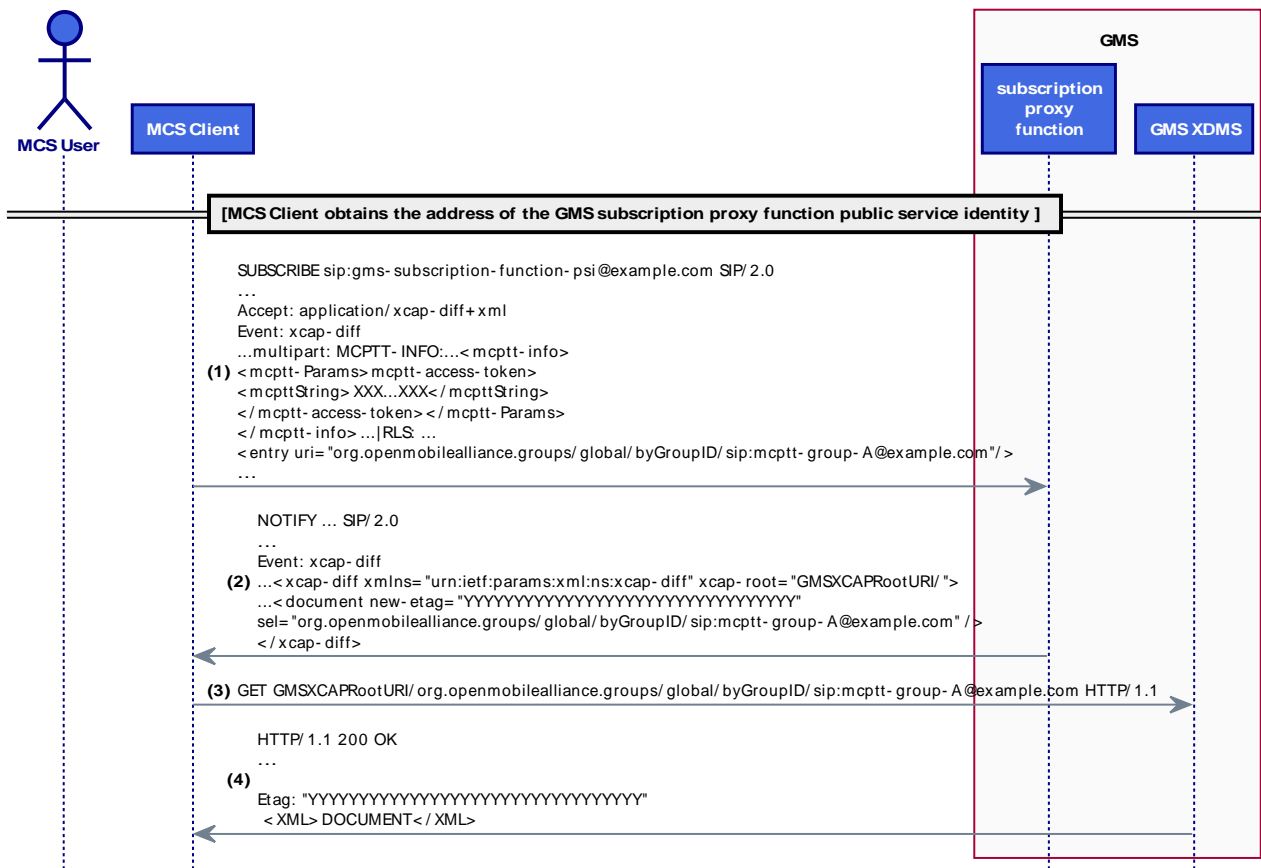 GMS
subscription
proxy
function
GMS XDMS
MCS Client
MCS User
[MCS Client obtains the address of the GMS subscription proxy function public service identity ]
SUBSCRIBE sip:gms-subscription-function-psi@example.com SIP/2.0
...
Accept: application/xcap-diff+xml
Event: xcap-diff
...multipart: MCPTT-INFO:...<mcptt-info>
(1) <mcptt-Params>mcptt-access-token>
<mcpttString>XXX...XXX</mcpttString>
</mcptt-access-token></mcptt-Params>
</mcptt-info> ...|RLS: ...
<entry uri="org.openmobilealliance.groups/global/byGroupID/sip:mcptt-group-A@example.com"/>
...
NOTIFY ... SIP/2.0
...
Event: xcap-diff
(2) ...<xcap-diff xmlns="urn:ietf:params:xml:ns:xcap-diff" xcap-root="GMSXCAPRootURI/">
...<document new-etag="YYYYYYYYYYYYYYYYYYYYYYYYYYYYYYYYY"
sel="org.openmobilealliance.groups/global/byGroupID/sip:mcptt-group-A@example.com" />
</xcap-diff>
(3) GET GMSXCAPRootURI/org.openmobilealliance.groups/global/byGroupID/sip:mcptt-group-A@example.com HTTP/1.1
HTTP/1.1 200 OK
...
(4)
Etag: "YYYYYYYYYYYYYYYYYYYYYYYYYYYYYYYYY"
<XML>DOCUMENT</XML>